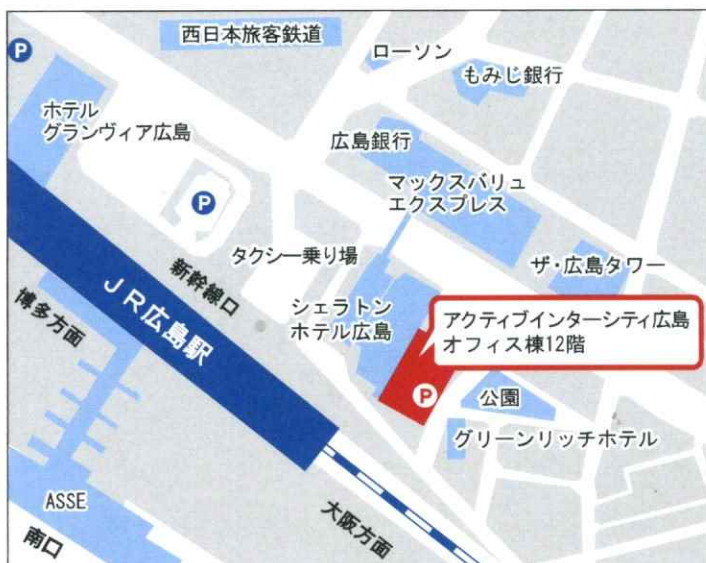 西日本旅客鉄道
P
ローソン
もみじ銀行
ホテル
グランヴィア広島
広島銀行
マックスバリュ
エクスプレス
P
タクシー乗り場
ザ・広島タワー
新幹線口
JR広島駅
博多方面
シェラトン
ホテル広島
アクティブインターシティ広島
オフィス棟12階
P
公園
グリーンリッチホテル
ASSE
大阪方面
南口